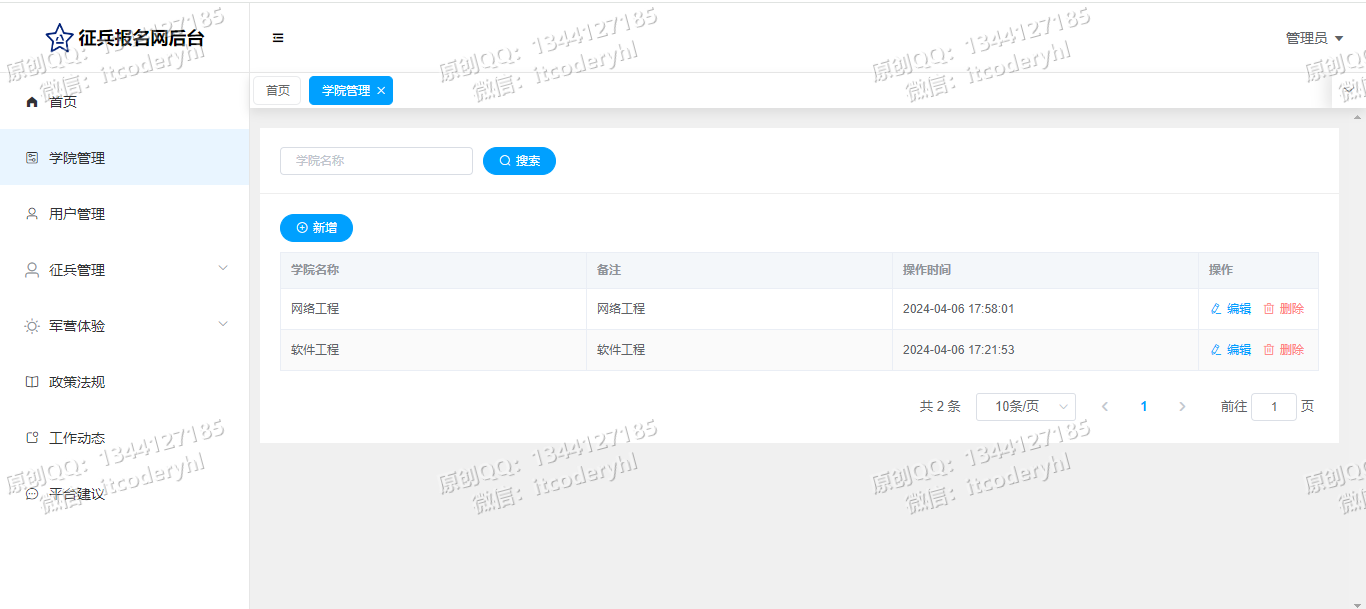 征兵报名网后台
管理员
首页
学院管理
用户管理
征兵管理
军营体验
政策法规
工作动态
平台建议
首页 学院管理
学院名称 搜索
新增
学院名称 备注 操作时间 操作
网络工程 网络工程 2024-04-06 17:58:01 编辑 删除
软件工程 软件工程 2024-04-06 17:21:53 编辑 删除
共 2 条 10条/页 1 前往 1 页
原创QQ：1344127185
微信：itcoderyhl
原创QQ：1344127185
微信：itcoderyhl
原创QQ：1344127185
微信：itcoderyhl
原创Q
微
原创QQ：1344127185
微信：itcoderyhl
原创QQ：1344127185
微信：itcoderyhl
原创QQ：1344127185
微信：itcoderyhl
原创Q
微